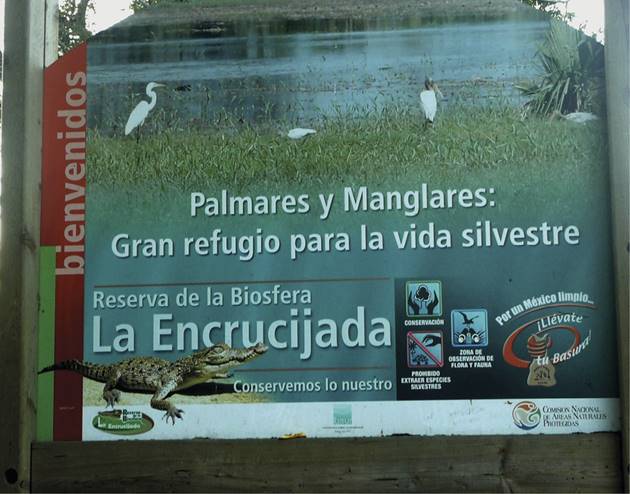 bienvenidos
Palmares y Manglares:
Gran refugio para la vida silvestre
Reserva de la Biosfera
La Encrucijada
Conservemos lo nuestro
CONSERVACIÓN
PROHIBIDO
EXTRAER ESPECIES
SILVESTRES
ZONA DE
OBSERVACIÓN DE
FLORA Y FAUNA
Por un México limpio...
¡Llévate
tu Basura!
La Encrucijada
COMISIÓN NACIONAL
DE ÁREAS NATURALES
PROTEGIDAS